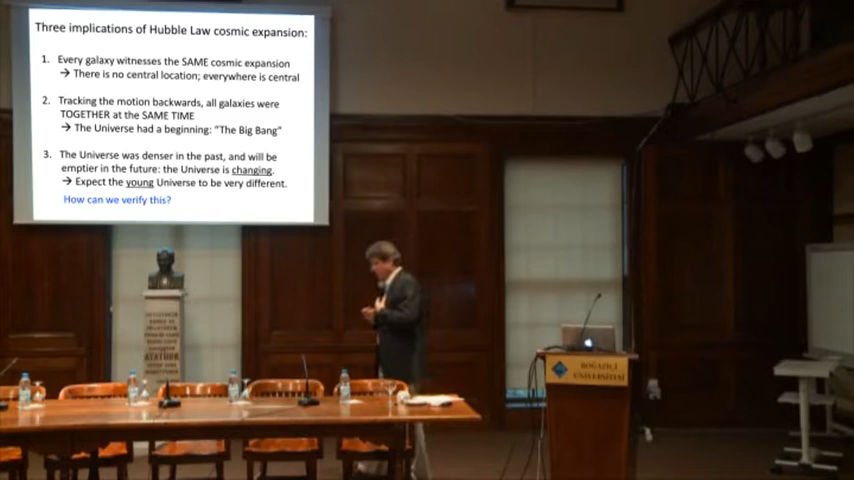 Three implications of Hubble Law cosmic expansion:
1. Every galaxy witnesses the SAME cosmic expansion
→ There is no central location; everywhere is central
2. Tracking the motion backwards, all galaxies were
TOGETHER at the SAME TIME
→ The Universe had a beginning: "The Big Bang"
3. The Universe was denser in the past, and will be
emptier in the future: the Universe is changing.
→ Expect the young Universe to be very different.
How can we verify this?
ATATÜRK
BOĞAZİÇİ
ÜNİVERSİTESİ